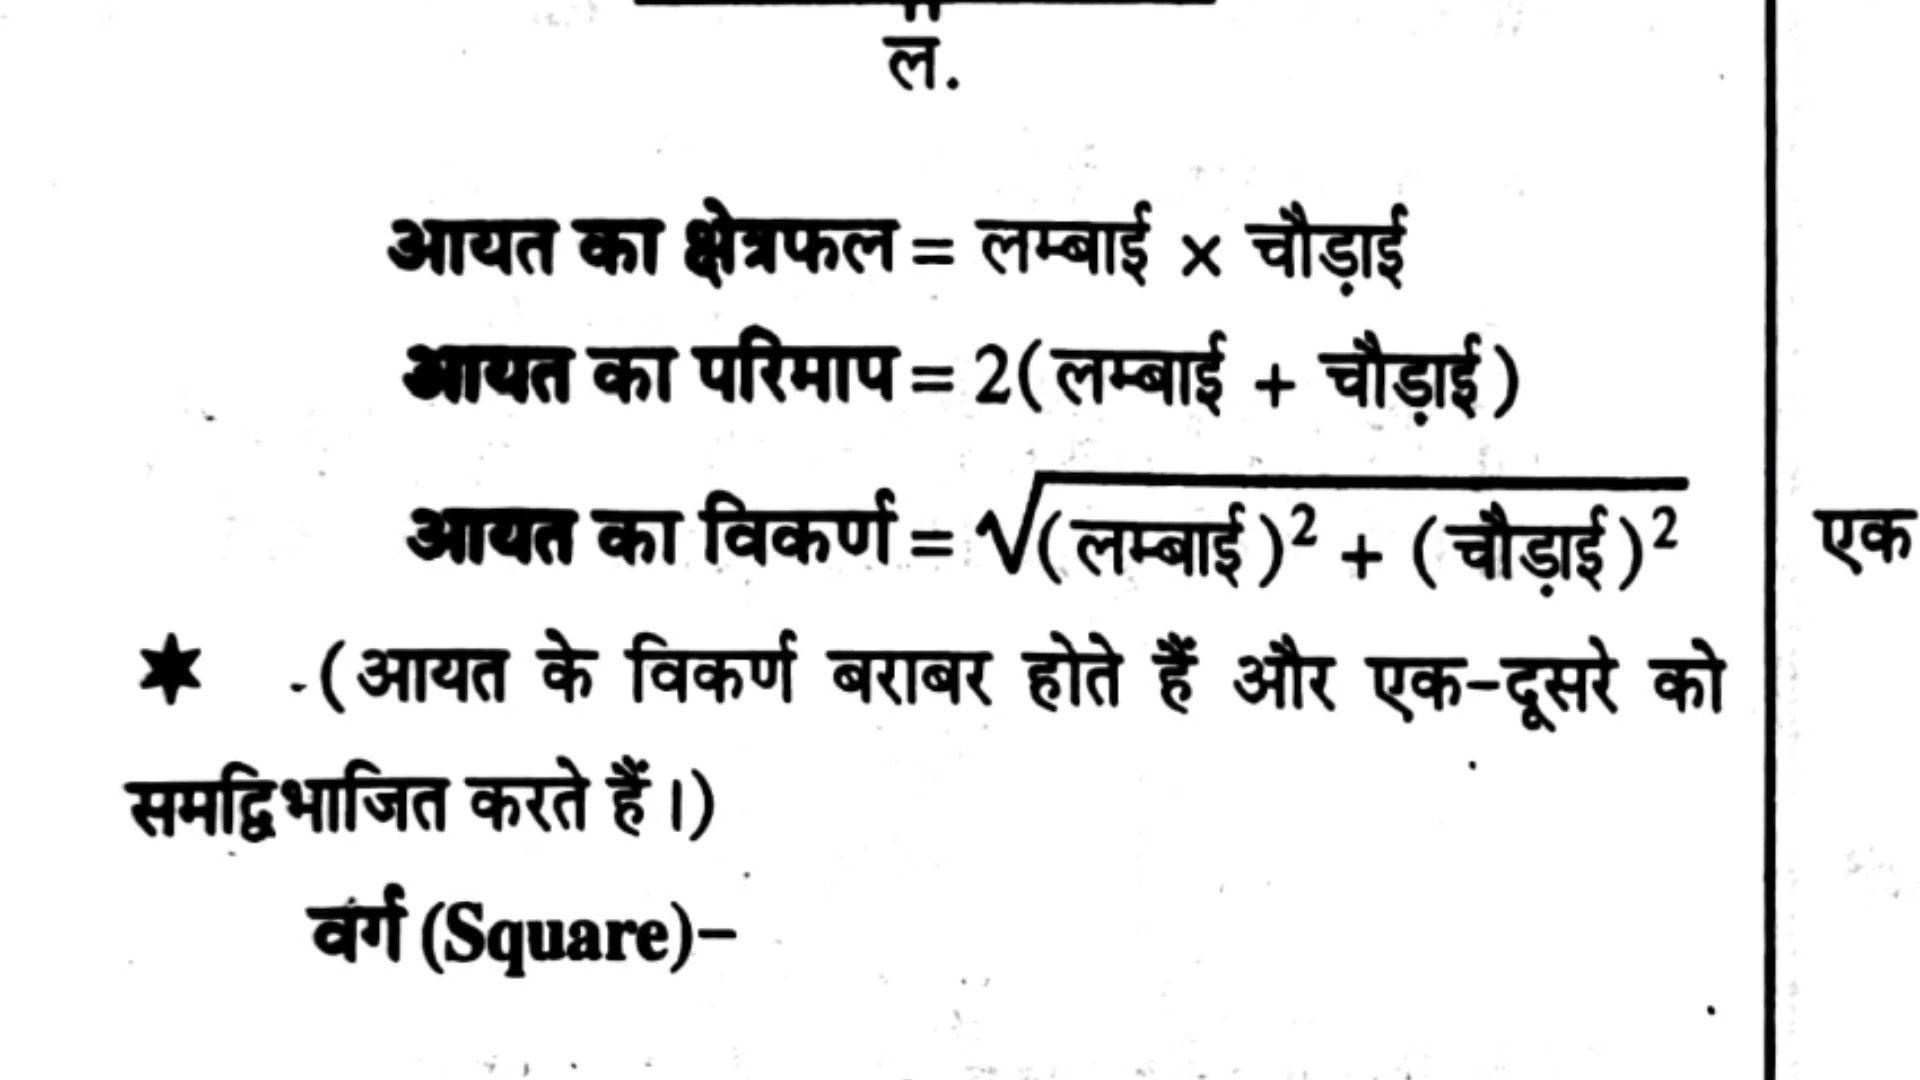 ल.
आयत का क्षेत्रफल = लम्बाई × चौड़ाई
आयत का परिमाप = 2(लम्बाई + चौड़ाई)
आयत का विकर्ण = √(लम्बाई)² + (चौड़ाई)²
★ (आयत के विकर्ण बराबर होते हैं और एक-दूसरे को
समद्विभाजित करते हैं।)
वर्ग (Square)–
एक